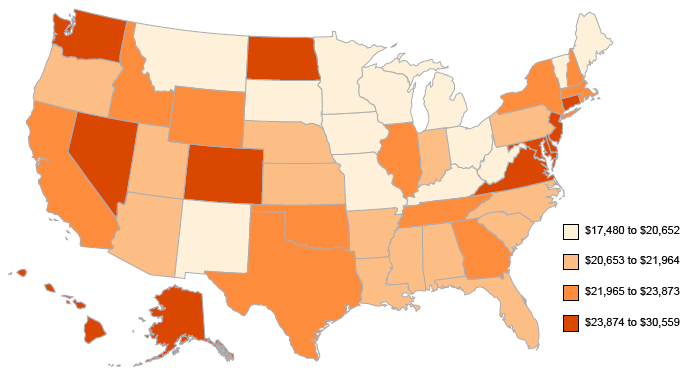 $17,480 to $20,652
$20,653 to $21,964
$21,965 to $23,873
$23,874 to $30,559